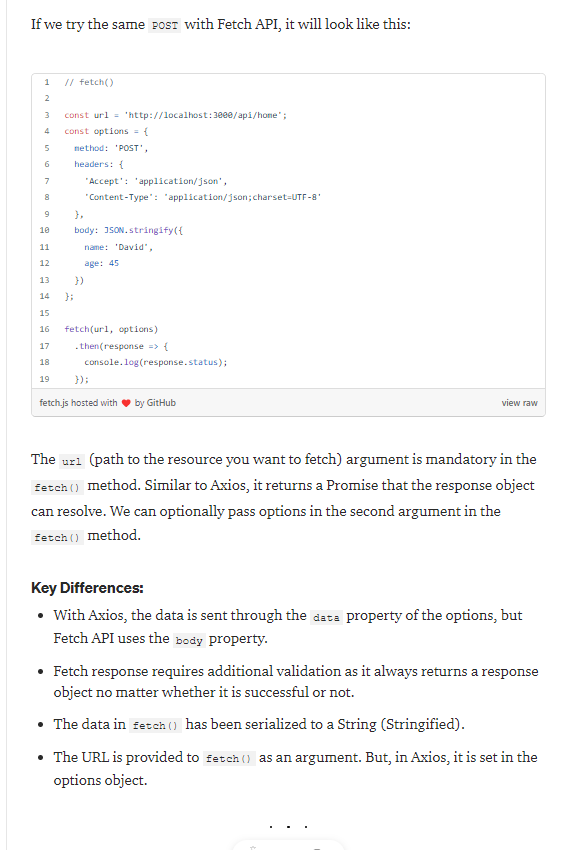 If we try the same POST with Fetch API, it will look like this:
1 // fetch()
2
3 const url = 'http://localhost:3000/api/home';
4 const options = {
5 method: 'POST',
6 headers: {
7 'Accept': 'application/json',
8 'Content-Type': 'application/json;charset=UTF-8'
9 },
10 body: JSON.stringify({
11 name: 'David',
12 age: 45
13 })
14 };
15
16 fetch(url, options)
17 .then(response => {
18 console.log(response.status);
19 });
fetch.js hosted with ❤ by GitHub view raw
The url (path to the resource you want to fetch) argument is mandatory in the
fetch() method. Similar to Axios, it returns a Promise that the response object
can resolve. We can optionally pass options in the second argument in the
fetch() method.
Key Differences:
• With Axios, the data is sent through the data property of the options, but
Fetch API uses the body property.
• Fetch response requires additional validation as it always returns a response
object no matter whether it is successful or not.
• The data in fetch() has been serialized to a String (Stringified).
• The URL is provided to fetch() as an argument. But, in Axios, it is set in the
options object.
. . .